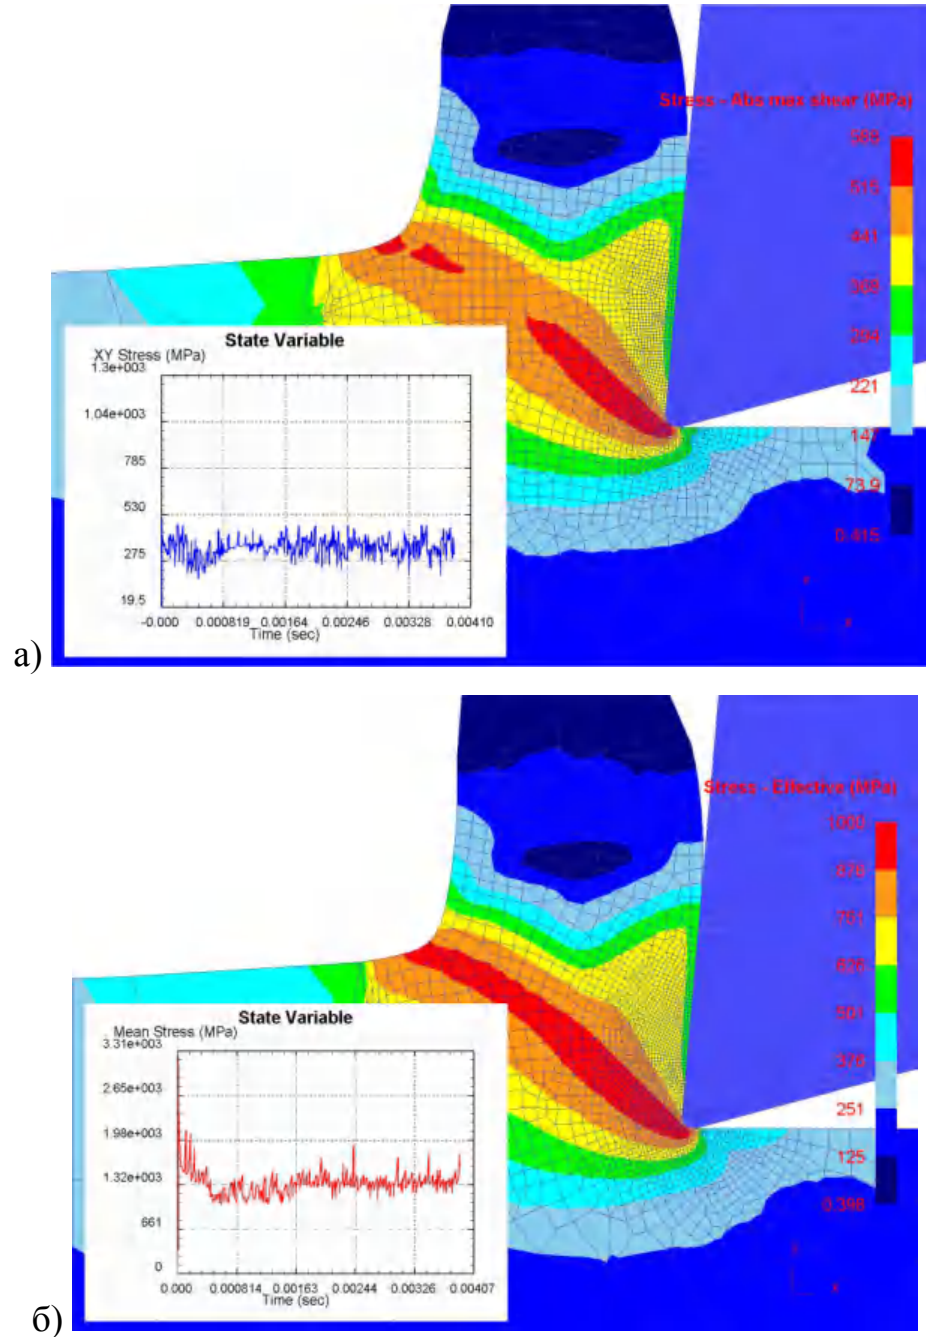 Stress - Abs max shear (MPa)
589
515
441
368
294
221
147
73.9
0.415
State Variable
XY Stress (MPa)
1.3e+003
1.04e+003
785
530
275
19.5
-0.000 0.000819 0.00164 0.00246 0.00328 0.00410
Time (sec)
а)
Stress - Effective (MPa)
1000
876
751
626
501
376
251
125
0.398
State Variable
Mean Stress (MPa)
3.31e+003
2.65e+003
1.98e+003
1.32e+003
661
0
0.000 0.000814 0.00163 0.00244 0.00326 0.00407
Time (sec)
б)